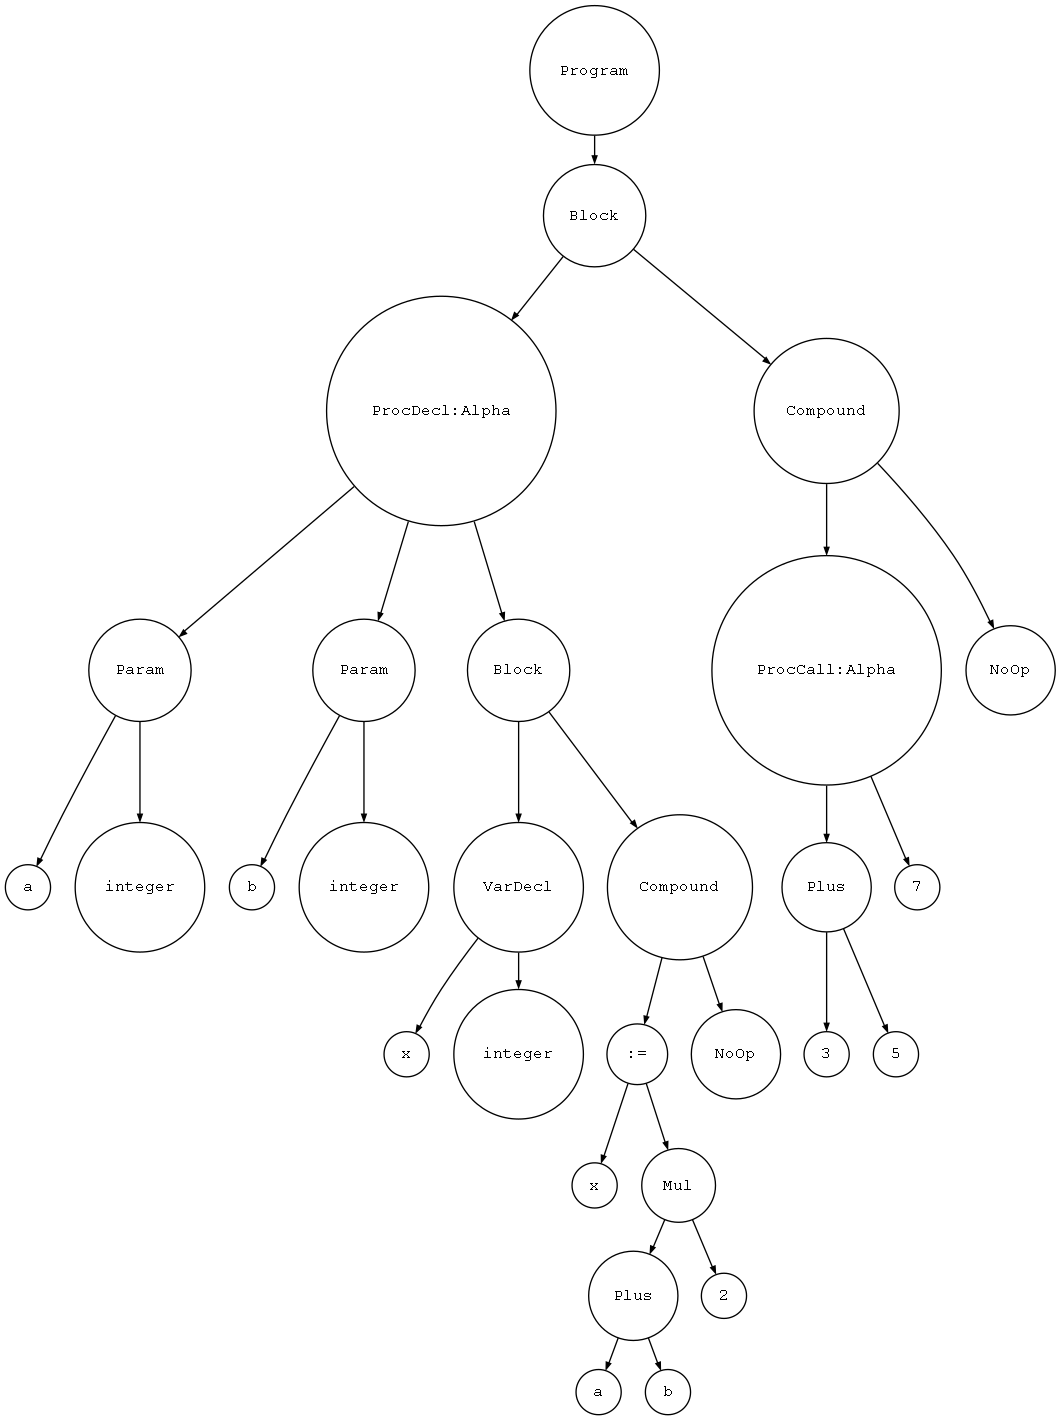 Program
Block
ProcDecl:Alpha
Compound
Param
Param
Block
ProcCall:Alpha
NoOp
a
integer
b
integer
VarDecl
Compound
Plus
7
x
integer
:=
NoOp
3
5
x
Mul
Plus
2
a
b